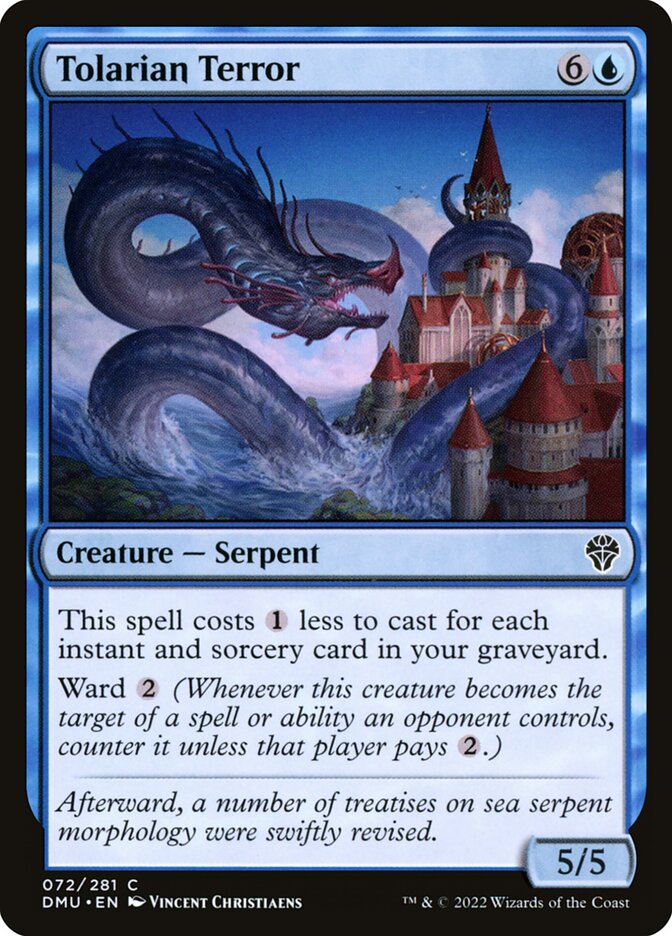 Tolarian Terror 6
Creature — Serpent
This spell costs 1 less to cast for each
instant and sorcery card in your graveyard.
Ward 2 (Whenever this creature becomes the
target of a spell or ability an opponent controls,
counter it unless that player pays 2.)
Afterward, a number of treatises on sea serpent
morphology were swiftly revised.
5/5
072/281 C
DMU • EN Vincent Christiaens ™ & © 2022 Wizards of the Coast